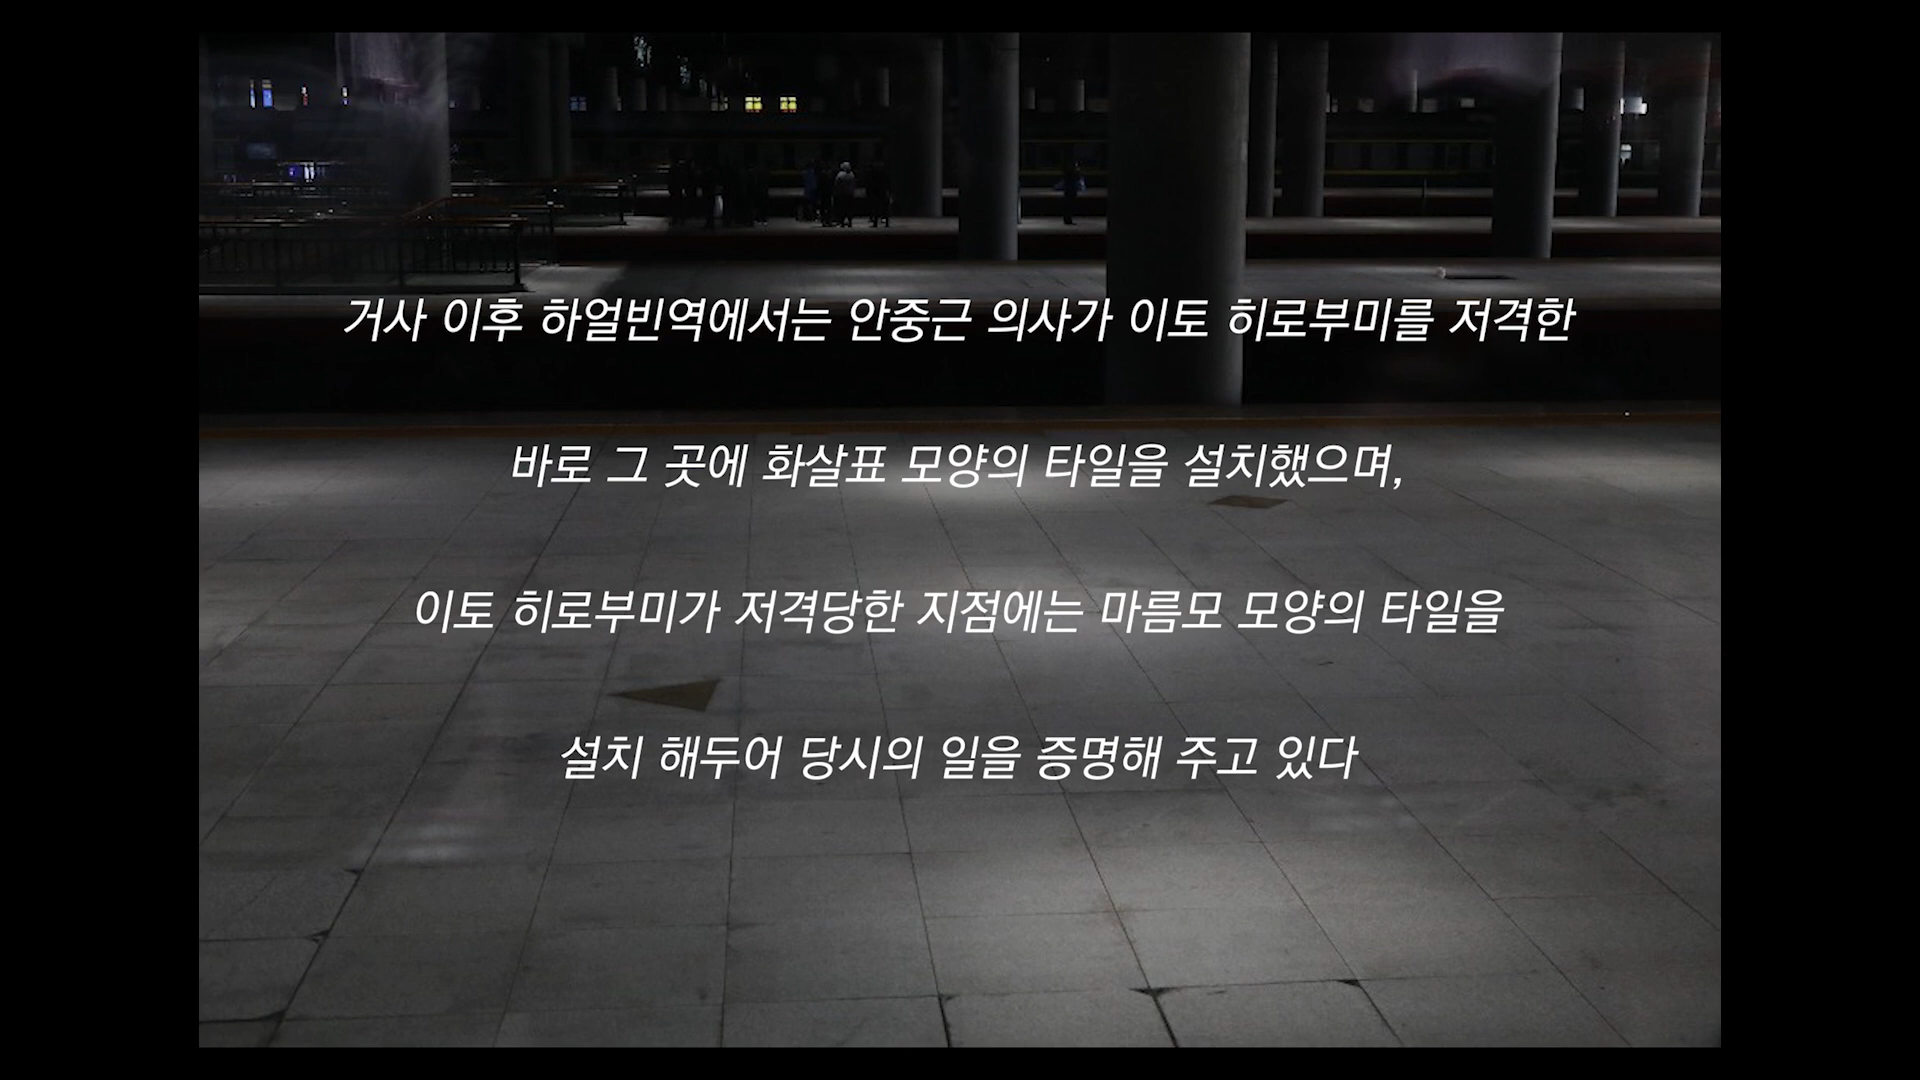 거사 이후 하얼빈역에서는 안중근 의사가 이토 히로부미를 저격한
바로 그 곳에 화살표 모양의 타일을 설치했으며,
이토 히로부미가 저격당한 지점에는 마름모 모양의 타일을
설치 해두어 당시의 일을 증명해 주고 있다